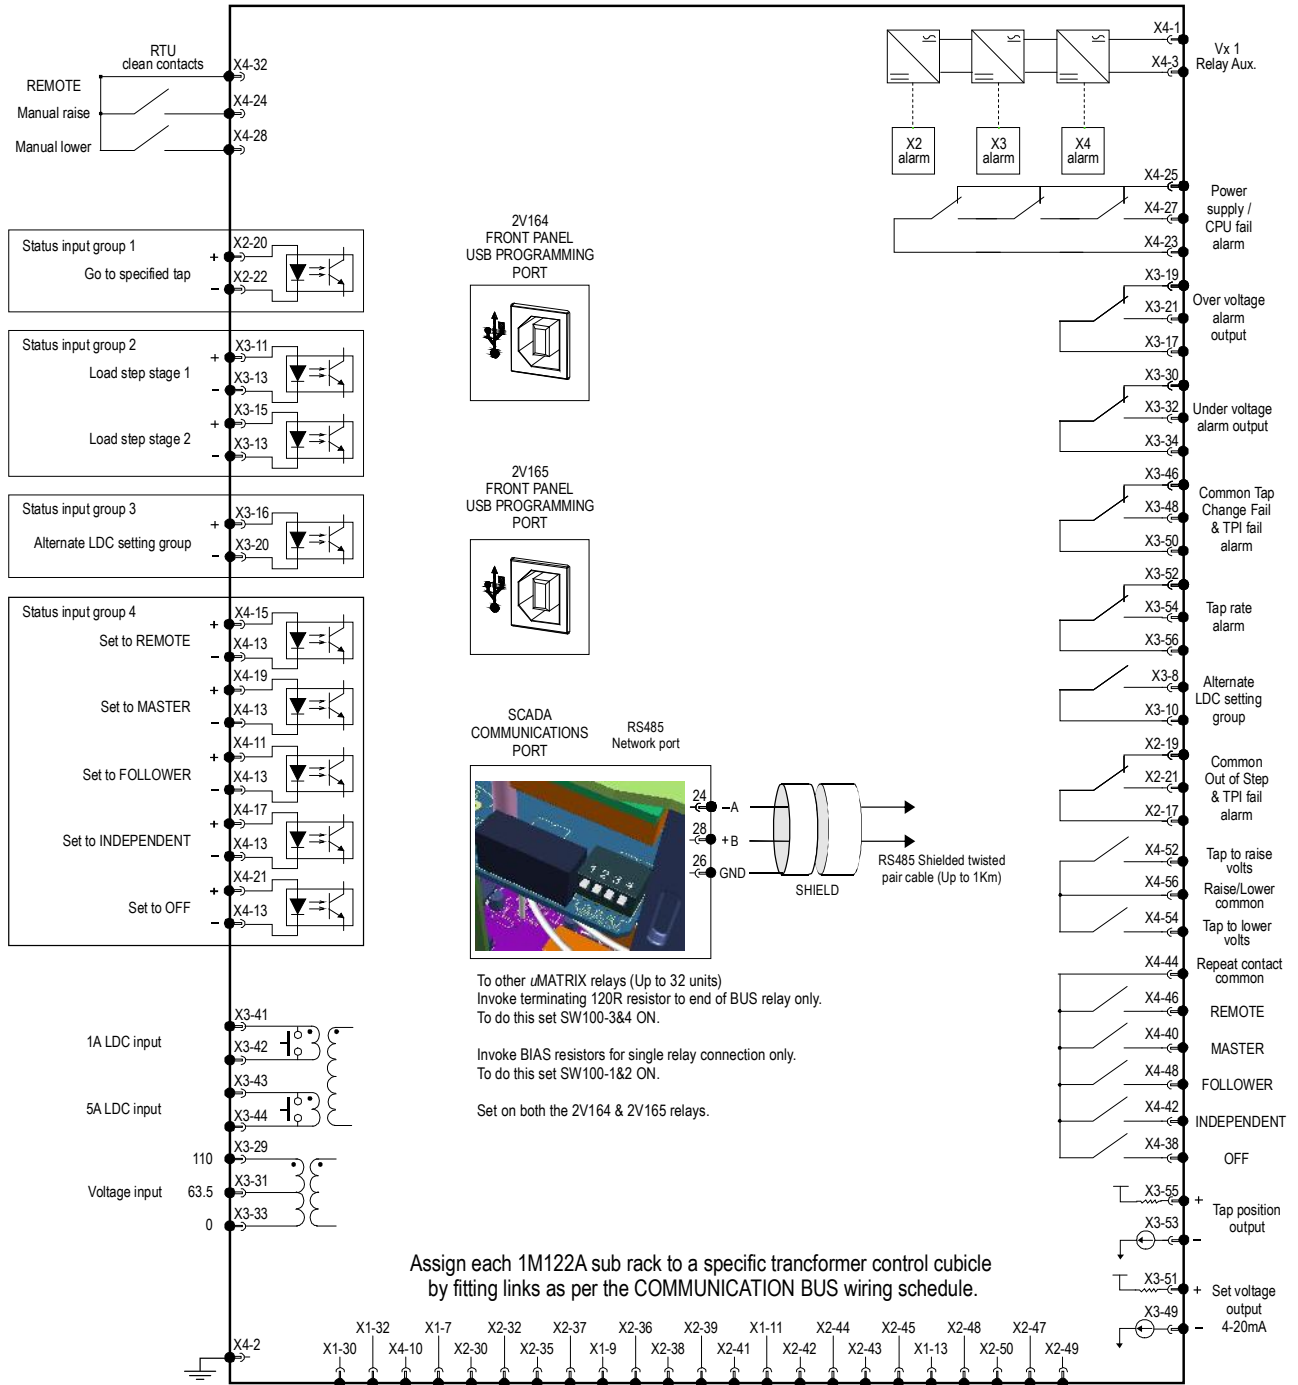 RTU
clean contacts
REMOTE
Manual raise
Manual lower
X4-32
X4-24
X4-28
Status input group 1
Go to specified tap
+ X2-20
– X2-22
Status input group 2
Load step stage 1
Load step stage 2
+ X3-11
– X3-13
+ X3-15
– X3-13
Status input group 3
Alternate LDC setting group
+ X3-16
– X3-20
Status input group 4
Set to REMOTE
+ X4-15
– X4-13
Set to MASTER
+ X4-19
– X4-13
Set to FOLLOWER
+ X4-11
– X4-13
Set to INDEPENDENT
+ X4-17
– X4-13
Set to OFF
+ X4-21
– X4-13
1A LDC input
X3-41
X3-42
5A LDC input
X3-43
X3-44
Voltage input
110 X3-29
63.5 X3-31
0 X3-33
X4-2
2V164
FRONT PANEL
USB PROGRAMMING
PORT
2V165
FRONT PANEL
USB PROGRAMMING
PORT
SCADA
COMMUNICATIONS
PORT
RS485
Network port
1 2 3 4
24 –A
28 +B
26 GND
SHIELD
RS485 Shielded twisted
pair cable (Up to 1Km)
To other uMATRIX relays (Up to 32 units)
Invoke terminating 120R resistor to end of BUS relay only.
To do this set SW100-3&4 ON.
Invoke BIAS resistors for single relay connection only.
To do this set SW100-1&2 ON.
Set on both the 2V164 & 2V165 relays.
X4-1
X4-3
Vx 1
Relay Aux.
X2
alarm
X3
alarm
X4
alarm
X4-25
X4-27
X4-23
Power
supply /
CPU fail
alarm
X3-19
X3-21
X3-17
Over voltage
alarm
output
X3-30
X3-32
X3-34
Under voltage
alarm output
X3-46
X3-48
X3-50
Common Tap
Change Fail
& TPI fail
alarm
X3-52
X3-54
X3-56
Tap rate
alarm
X3-8
X3-10
Alternate
LDC setting
group
X2-19
X2-21
X2-17
Common
Out of Step
& TPI fail
alarm
X4-52
Tap to raise
volts
X4-56
Raise/Lower
common
X4-54
Tap to lower
volts
X4-44
Repeat contact
common
X4-46
REMOTE
X4-40
MASTER
X4-48
FOLLOWER
X4-42
INDEPENDENT
X4-38
OFF
X3-55 +
X3-53 –
Tap position
output
X3-51 +
X3-49 –
Set voltage
output
4-20mA
Assign each 1M122A sub rack to a specific trancformer control cubicle
by fitting links as per the COMMUNICATION BUS wiring schedule.
X1-32 X1-7 X2-32 X2-37 X2-36 X2-39 X1-11 X2-44 X2-45 X2-48 X2-47
X1-30 X4-10 X2-30 X2-35 X1-9 X2-38 X2-41 X2-42 X2-43 X1-13 X2-50 X2-49